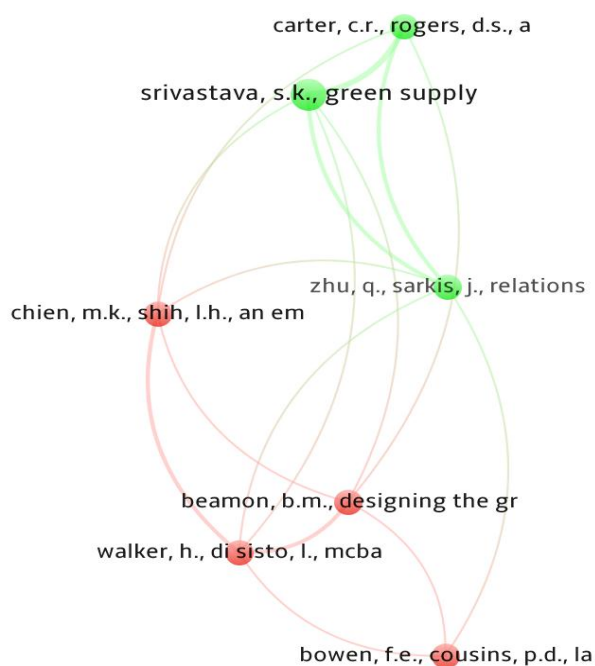 carter, c.r., rogers, d.s., a
srivastava, s.k., green supply
zhu, q., sarkis, j., relations
chien, m.k., shih, l.h., an em
beamon, b.m., designing the gr
walker, h., di sisto, l., mcba
bowen, f.e., cousins, p.d., la